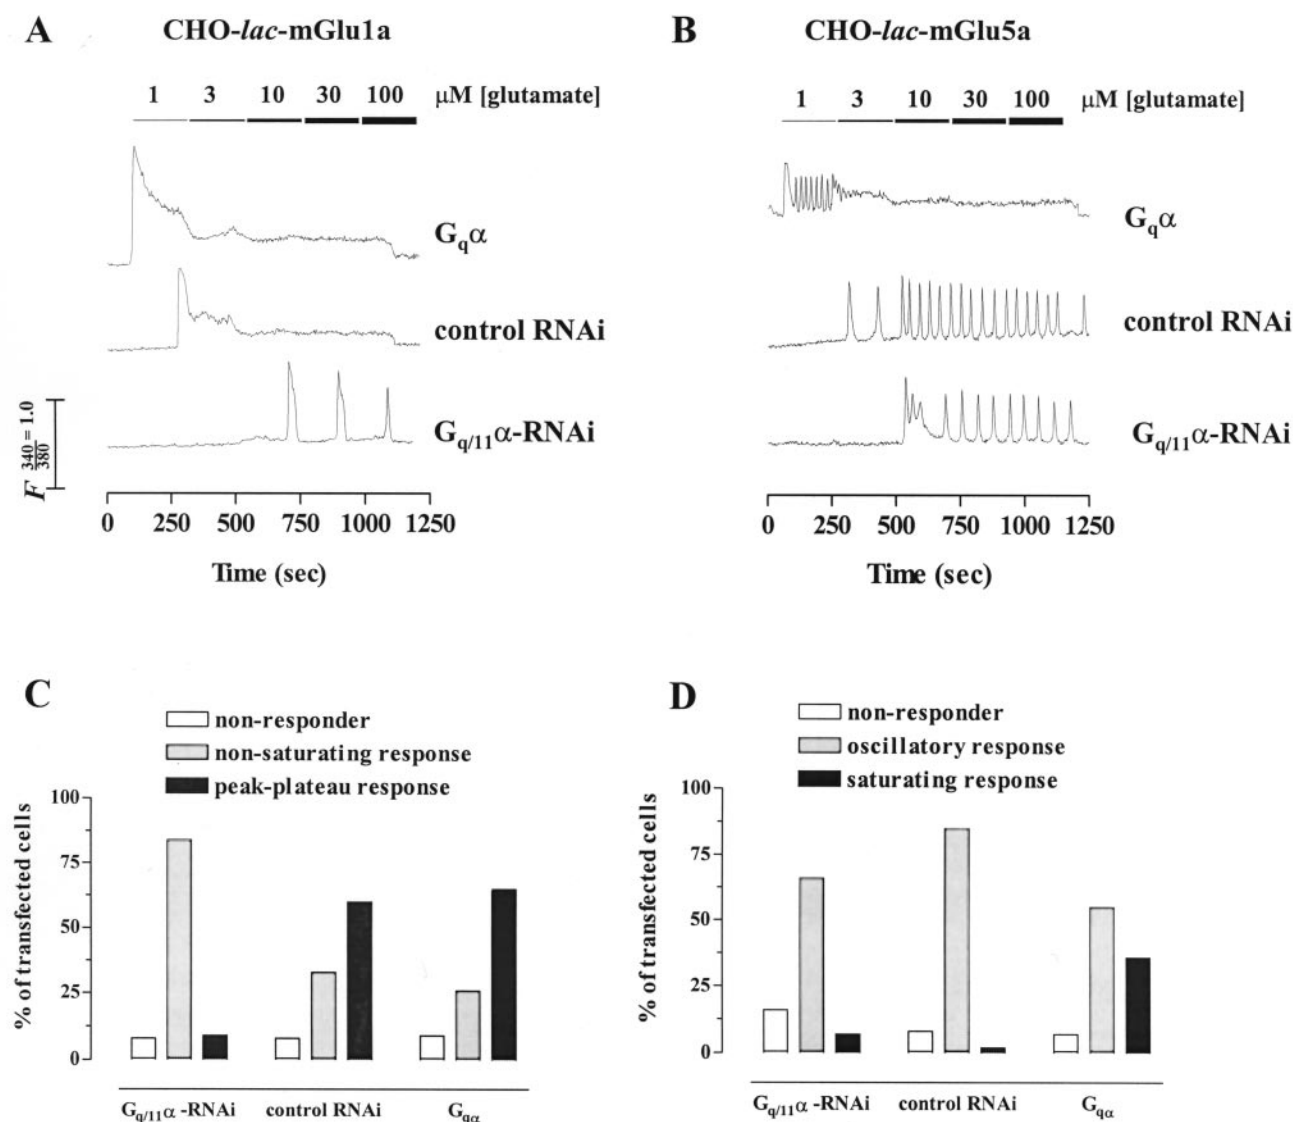 A
CHO-lac-mGlu1a
1 3 10 30 100 μM [glutamate]
Gqα
control RNAi
Gq/11α-RNAi
F 340/380 = 1.0
0 250 500 750 1000 1250
Time (sec)
B
CHO-lac-mGlu5a
1 3 10 30 100 μM [glutamate]
Gqα
control RNAi
Gq/11α-RNAi
0 250 500 750 1000 1250
Time (sec)
C
non-responder
non-saturating response
peak-plateau response
% of transfected cells
100
75
50
25
0
Gq/11α -RNAi control RNAi Gqα
D
non-responder
oscillatory response
saturating response
% of transfected cells
100
75
50
25
0
Gq/11α -RNAi control RNAi Gqα